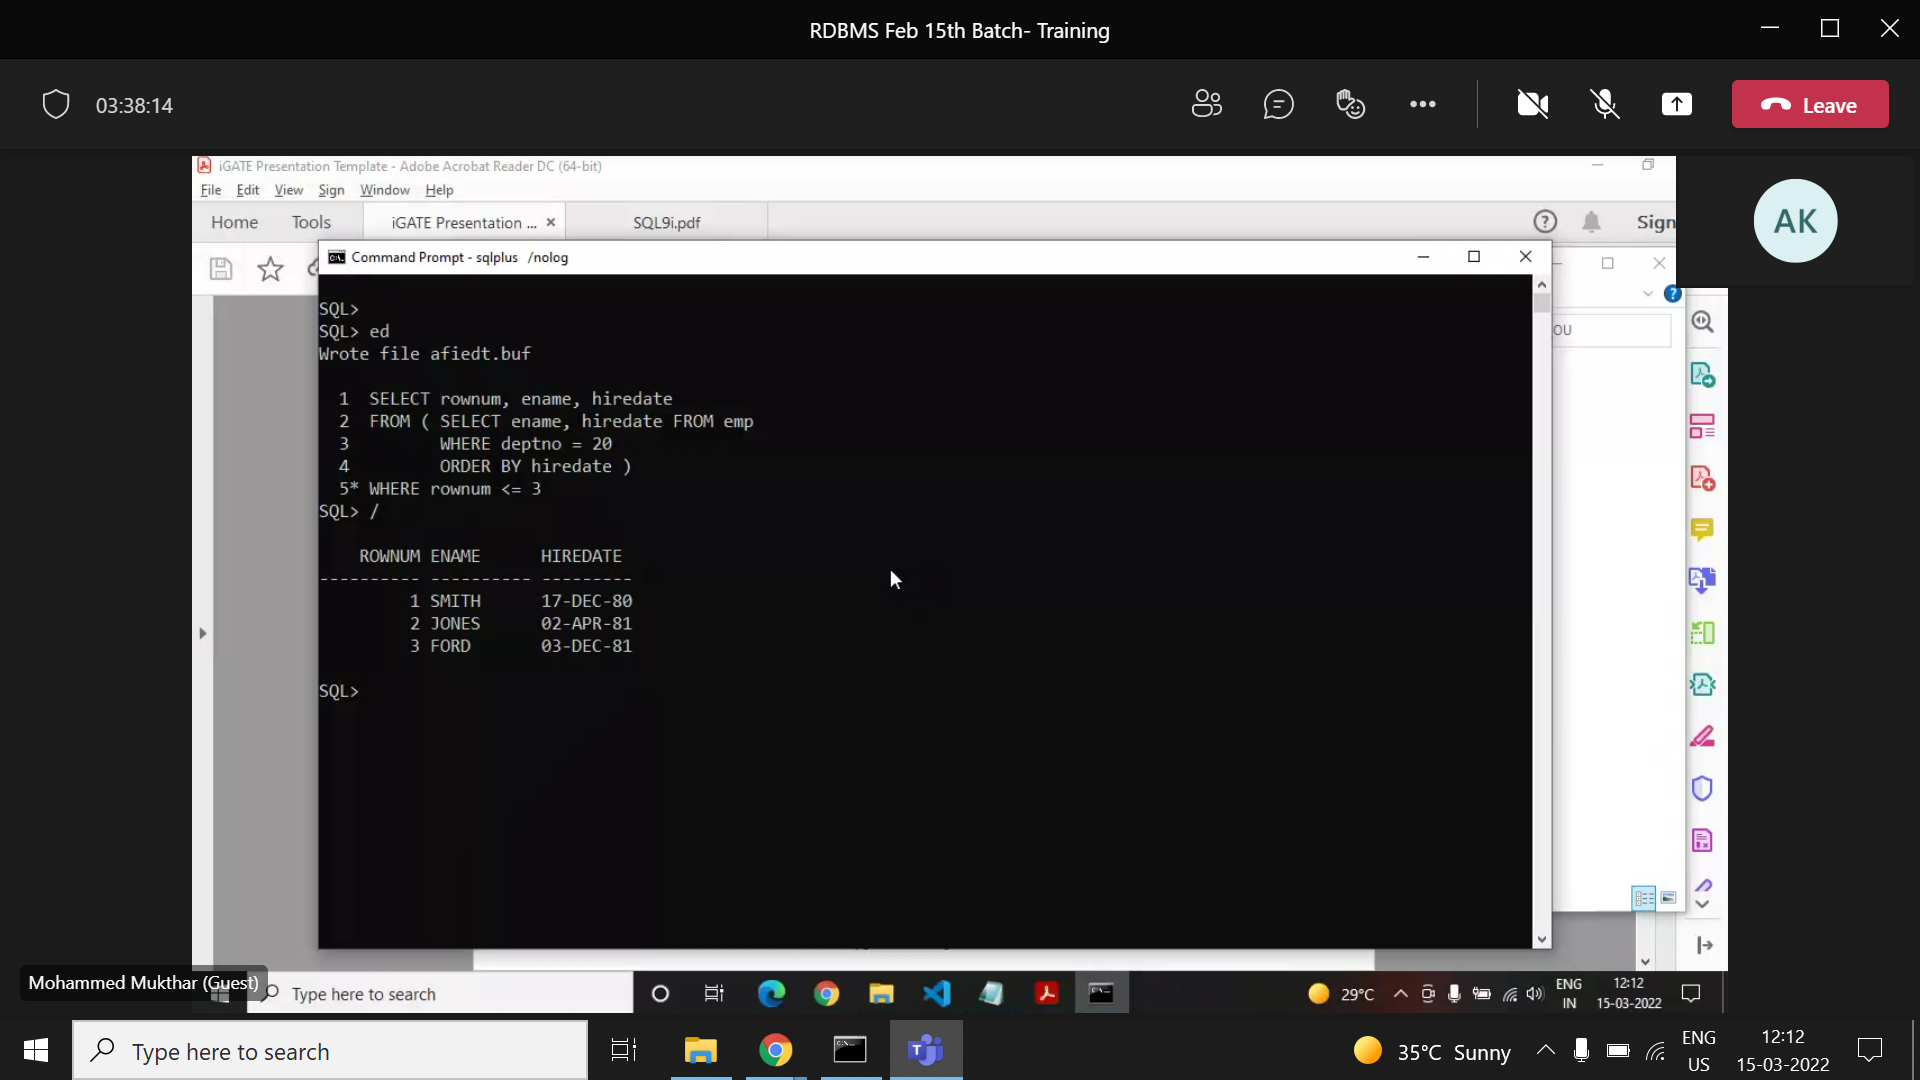 RDBMS Feb 15th Batch- Training
03:38:14
Leave
iGATE Presentation Template - Adobe Acrobat Reader DC (64-bit)
File Edit View Sign Window Help
Home Tools iGATE Presentation ... × SQL9i.pdf Sign
AK
Command Prompt - sqlplus /nolog
OU
SQL>
SQL> ed
Wrote file afiedt.buf
1 SELECT rownum, ename, hiredate
2 FROM ( SELECT ename, hiredate FROM emp
3 WHERE deptno = 20
4 ORDER BY hiredate )
5* WHERE rownum <= 3
SQL> /
ROWNUM ENAME HIREDATE
---------- ---------- ---------
1 SMITH 17-DEC-80
2 JONES 02-APR-81
3 FORD 03-DEC-81
SQL>
Mohammed Mukthar (Guest)
Type here to search
29°C
ENG
IN
12:12
15-03-2022
Type here to search
35°C Sunny
ENG
US
12:12
15-03-2022